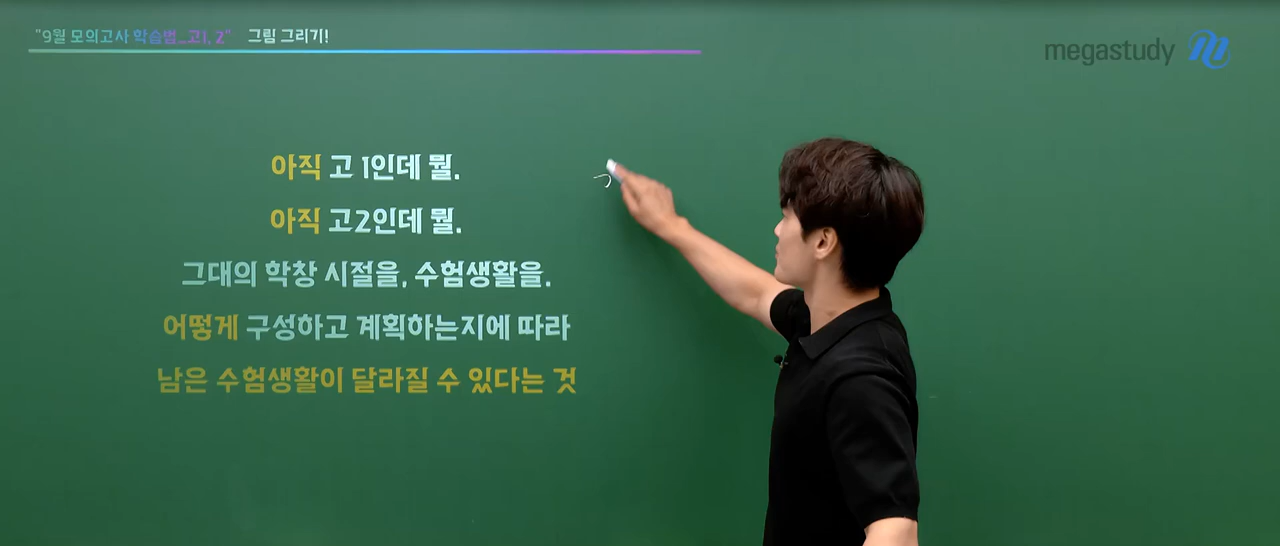 "9월 모의고사 학습법_고1, 2" 그림 그리기!
megastudy
아직 고 1인데 뭘.
아직 고2인데 뭘.
그대의 학창 시절을, 수험생활을.
어떻게 구성하고 계획하는지에 따라
남은 수험생활이 달라질 수 있다는 것